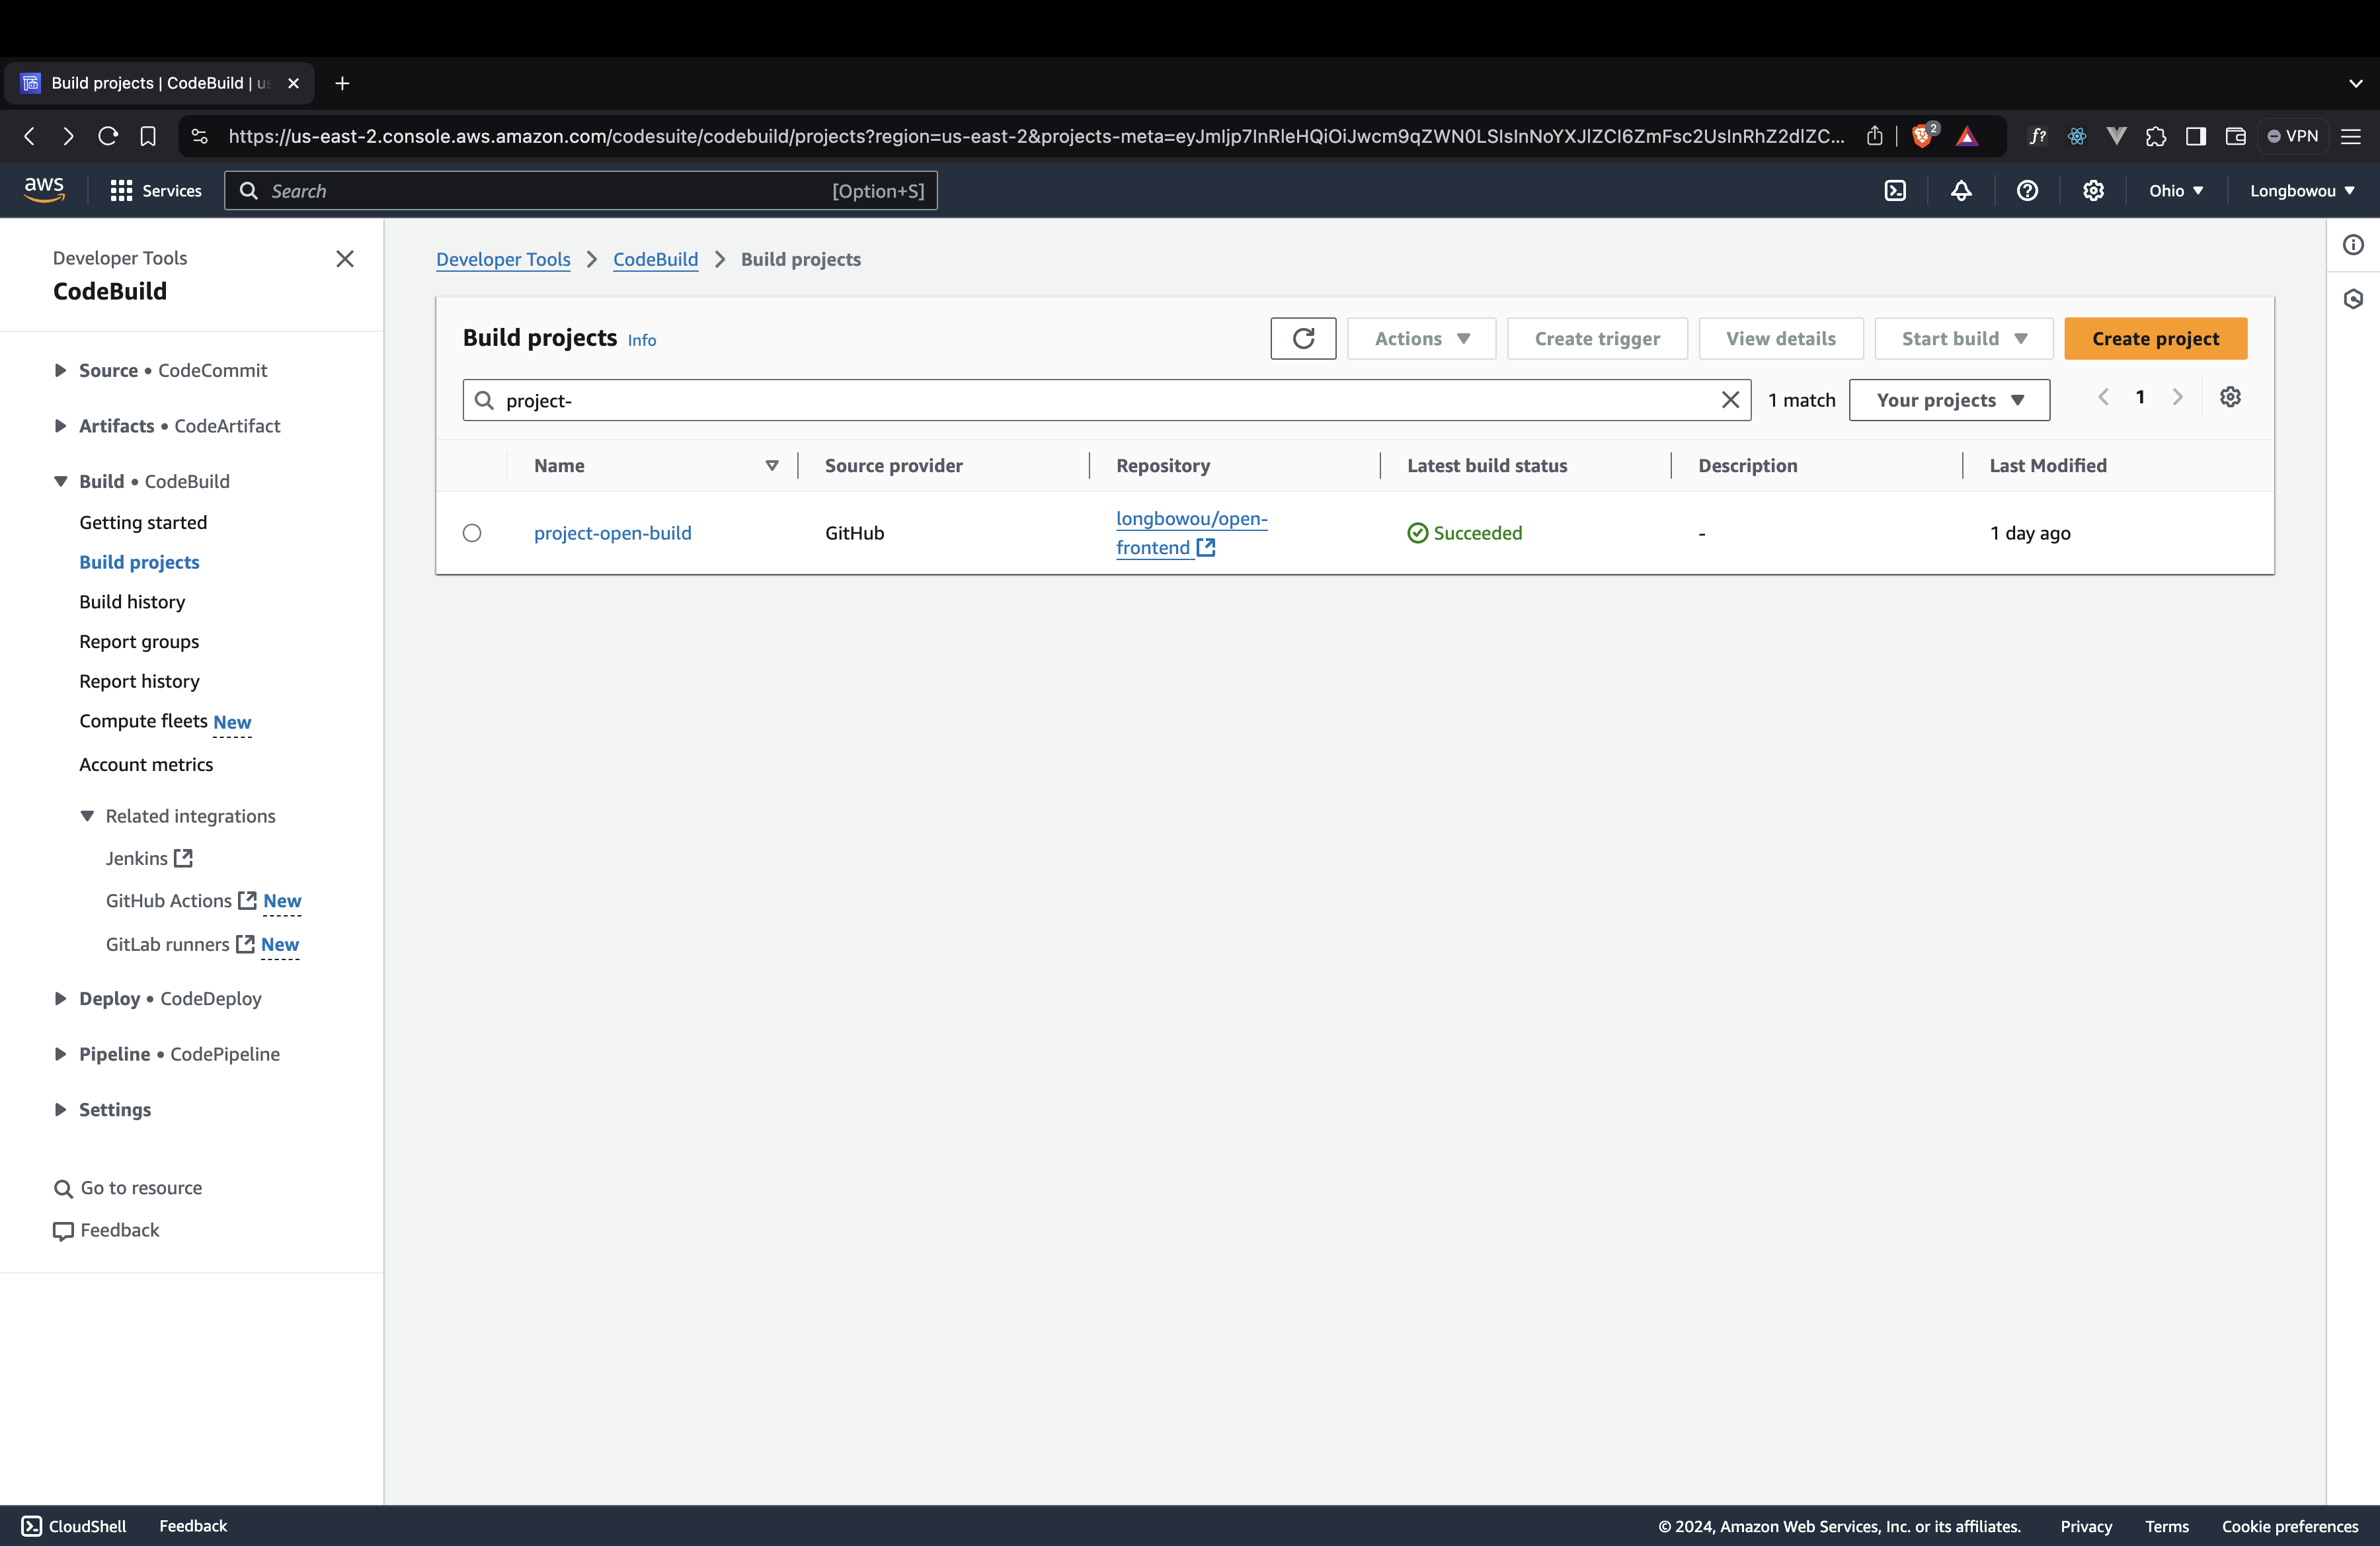 Build projects | CodeBuild | us
https://us-east-2.console.aws.amazon.com/codesuite/codebuild/projects?region=us-east-2&projects-meta=eyJmIjp7InRleHQiOiJwcm9qZWN0LSIsInNoYXJlZCI6ZmFsc2UsInRhZ2dlZC...
2
f?
VPN
aws
Services
Search
[Option+S]
Ohio
Longbowou
Developer Tools
CodeBuild
Source • CodeCommit
Artifacts • CodeArtifact
Build • CodeBuild
Getting started
Build projects
Build history
Report groups
Report history
Compute fleets New
Account metrics
Related integrations
Jenkins
GitHub Actions New
GitLab runners New
Deploy • CodeDeploy
Pipeline • CodePipeline
Settings
Go to resource
Feedback
Developer Tools > CodeBuild > Build projects
Build projects Info
Actions
Create trigger
View details
Start build
Create project
project-
1 match
Your projects
1
Name
Source provider
Repository
Latest build status
Description
Last Modified
project-open-build
GitHub
longbowou/open-
frontend
Succeeded
-
1 day ago
CloudShell
Feedback
© 2024, Amazon Web Services, Inc. or its affiliates.
Privacy
Terms
Cookie preferences